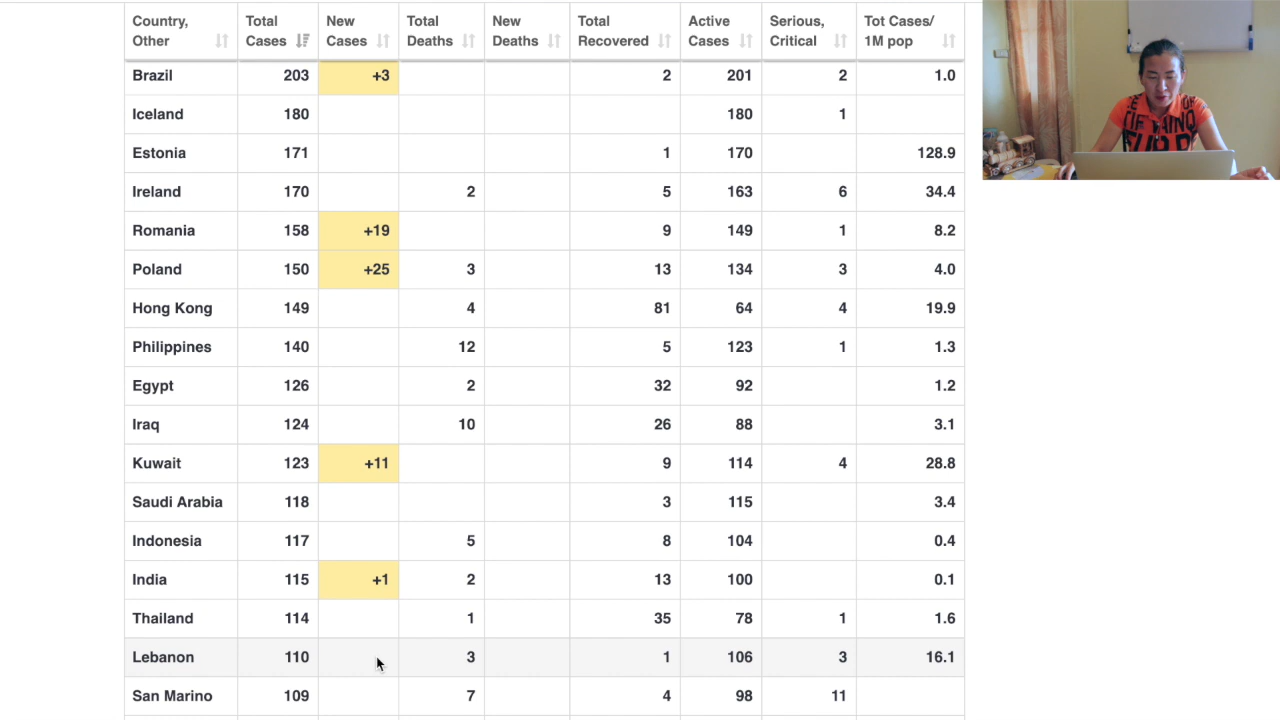 Country, Other	Total Cases	New Cases	Total Deaths	New Deaths	Total Recovered	Active Cases	Serious, Critical	Tot Cases/ 1M pop
Brazil	203	+3			2	201	2	1.0
Iceland	180					180	1	
Estonia	171				1	170		128.9
Ireland	170		2		5	163	6	34.4
Romania	158	+19			9	149	1	8.2
Poland	150	+25	3		13	134	3	4.0
Hong Kong	149		4		81	64	4	19.9
Philippines	140		12		5	123	1	1.3
Egypt	126		2		32	92		1.2
Iraq	124		10		26	88		3.1
Kuwait	123	+11			9	114	4	28.8
Saudi Arabia	118				3	115		3.4
Indonesia	117		5		8	104		0.4
India	115	+1	2		13	100		0.1
Thailand	114		1		35	78	1	1.6
Lebanon	110		3		1	106	3	16.1
San Marino	109		7		4	98	11